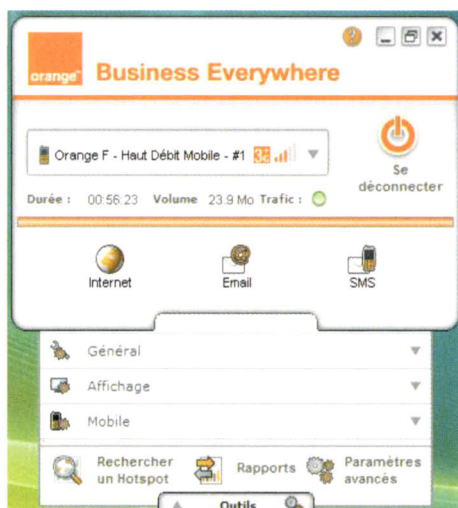 orange™
Business Everywhere
Orange F - Haut Débit Mobile - #1
Se
déconnecter
Durée : 00:56:23 Volume 23.9 Mo Trafic :
Internet Email SMS
Général
Affichage
Mobile
Rechercher
un Hotspot
Rapports
Paramètres
avancés
Outils